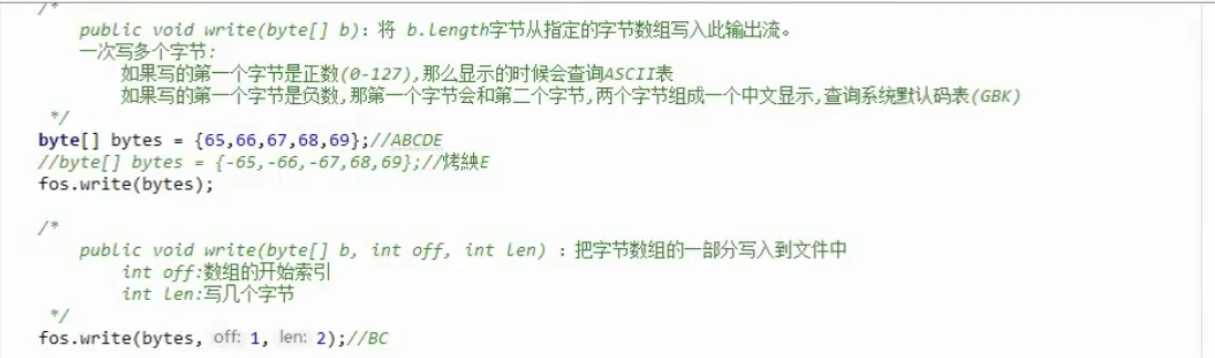 /*
public void write(byte[] b)：将 b.length字节从指定的字节数组写入此输出流。
一次写多个字节:
如果写的第一个字节是正数(0-127),那么显示的时候会查询ASCII表
如果写的第一个字节是负数,那第一个字节会和第二个字节,两个字节组成一个中文显示,查询系统默认码表(GBK)
*/
byte[] bytes = {65,66,67,68,69};//ABCDE
//byte[] bytes = {-65,-66,-67,68,69};//烤紻E
fos.write(bytes);
/*
public void write(byte[] b, int off, int len) ：把字节数组的一部分写入到文件中
int off:数组的开始索引
int len:写几个字节
*/
fos.write(bytes, off: 1, len: 2);//BC